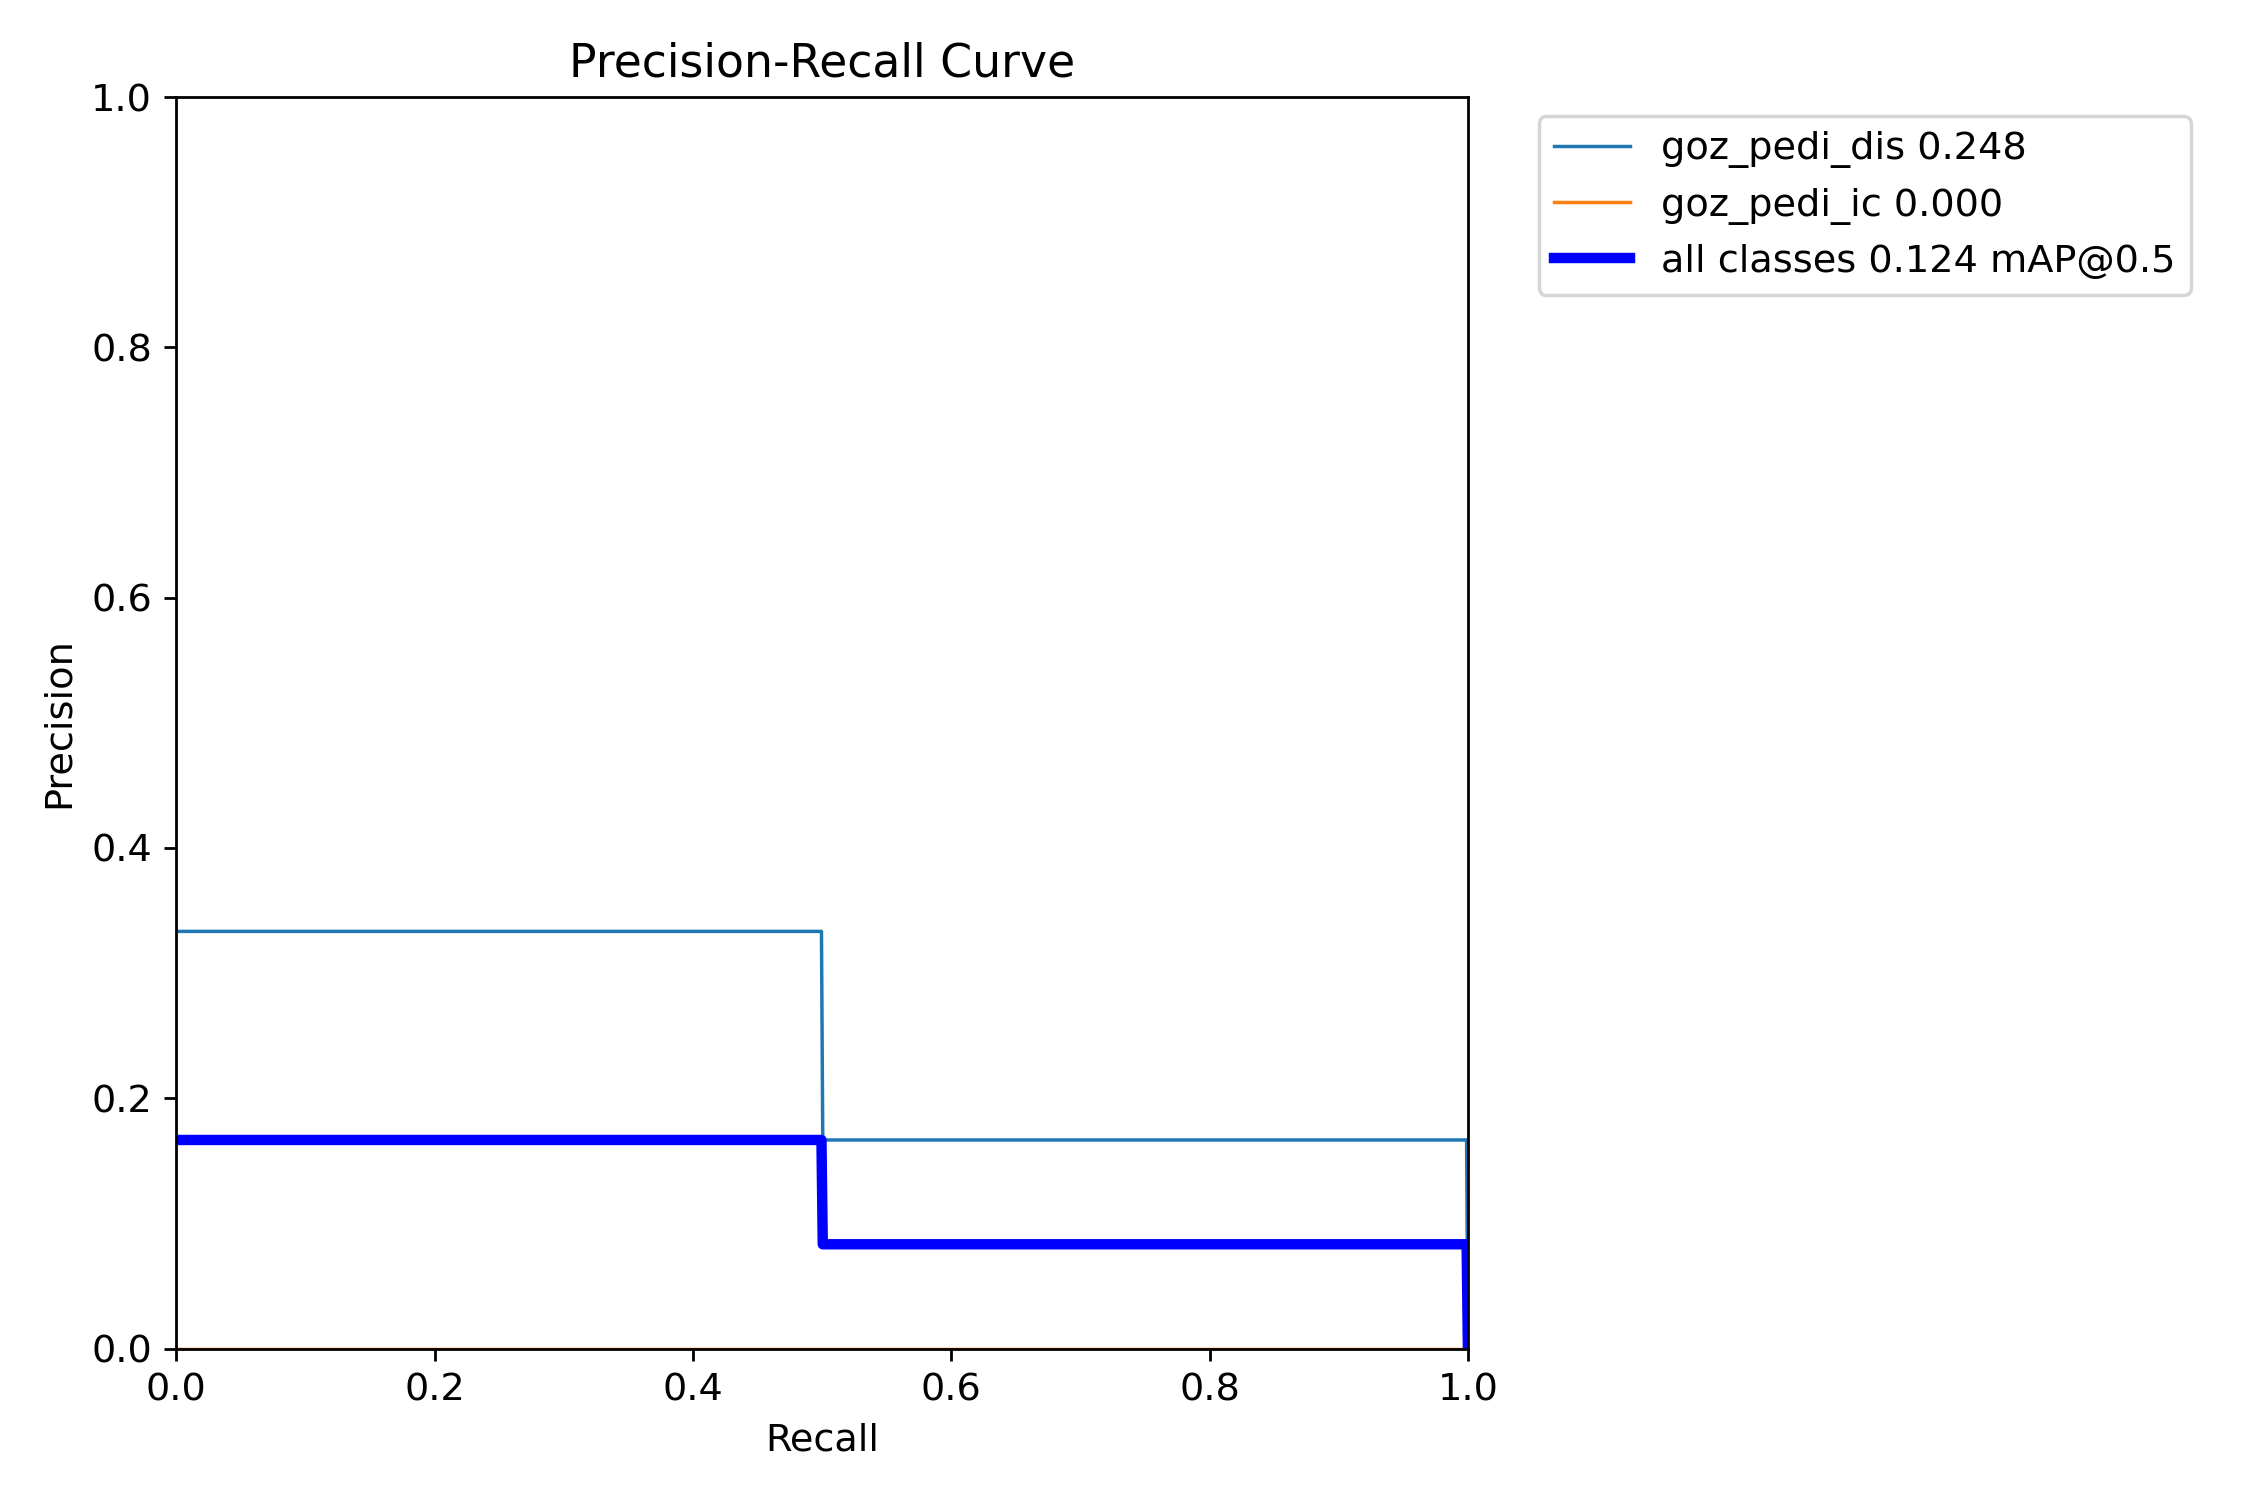 Precision-Recall Curve
1.0
0.8
0.6
0.4
0.2
0.0
Precision
0.0 0.2 0.4 0.6 0.8 1.0
Recall
goz_pedi_dis 0.248
goz_pedi_ic 0.000
all classes 0.124 mAP@0.5